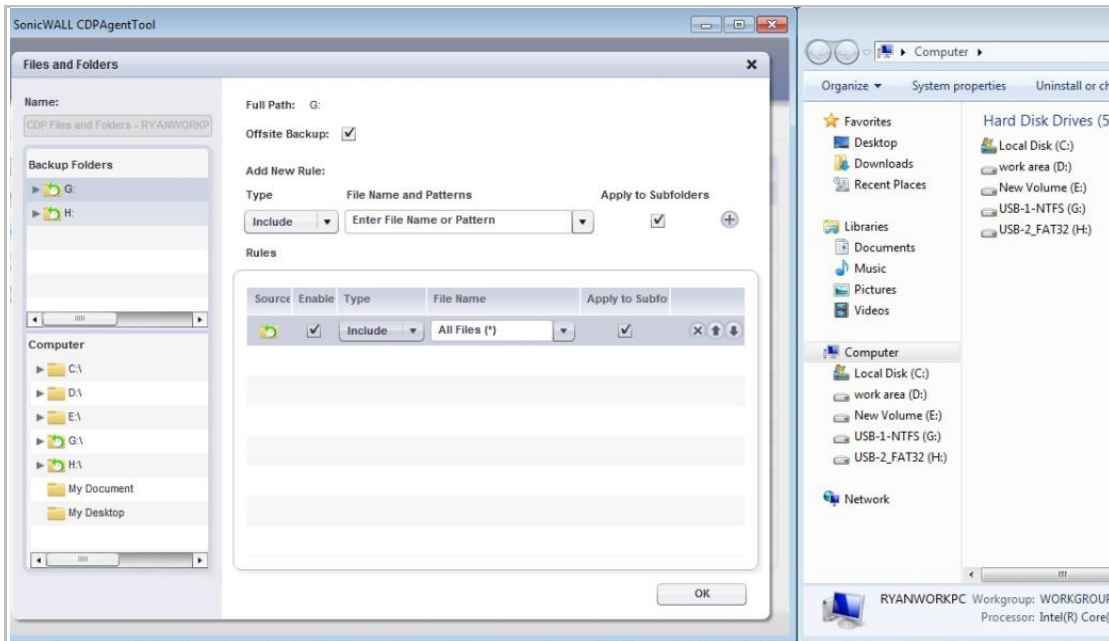 SonicWALL CDPAgentTool
Files and Folders
Name:
CDP Files and Folders - RYANWORKP
Backup Folders
G:
H:
Computer
C:\
D:\
E:\
G:\
H:\
My Document
My Desktop
Full Path: G:
Offsite Backup:
Add New Rule:
Type File Name and Patterns Apply to Subfolders
Include Enter File Name or Pattern
Rules
Source Enable Type File Name Apply to Subfo
Include All Files (*)
OK
Computer
Organize System properties Uninstall or ch
Favorites
Desktop
Downloads
Recent Places
Libraries
Documents
Music
Pictures
Videos
Computer
Local Disk (C:)
work area (D:)
New Volume (E:)
USB-1-NTFS (G:)
USB-2_FAT32 (H:)
Network
Hard Disk Drives (5
Local Disk (C:)
work area (D:)
New Volume (E:)
USB-1-NTFS (G:)
USB-2_FAT32 (H:)
RYANWORKPC Workgroup: WORKGROUP
Processor: Intel(R) Core(